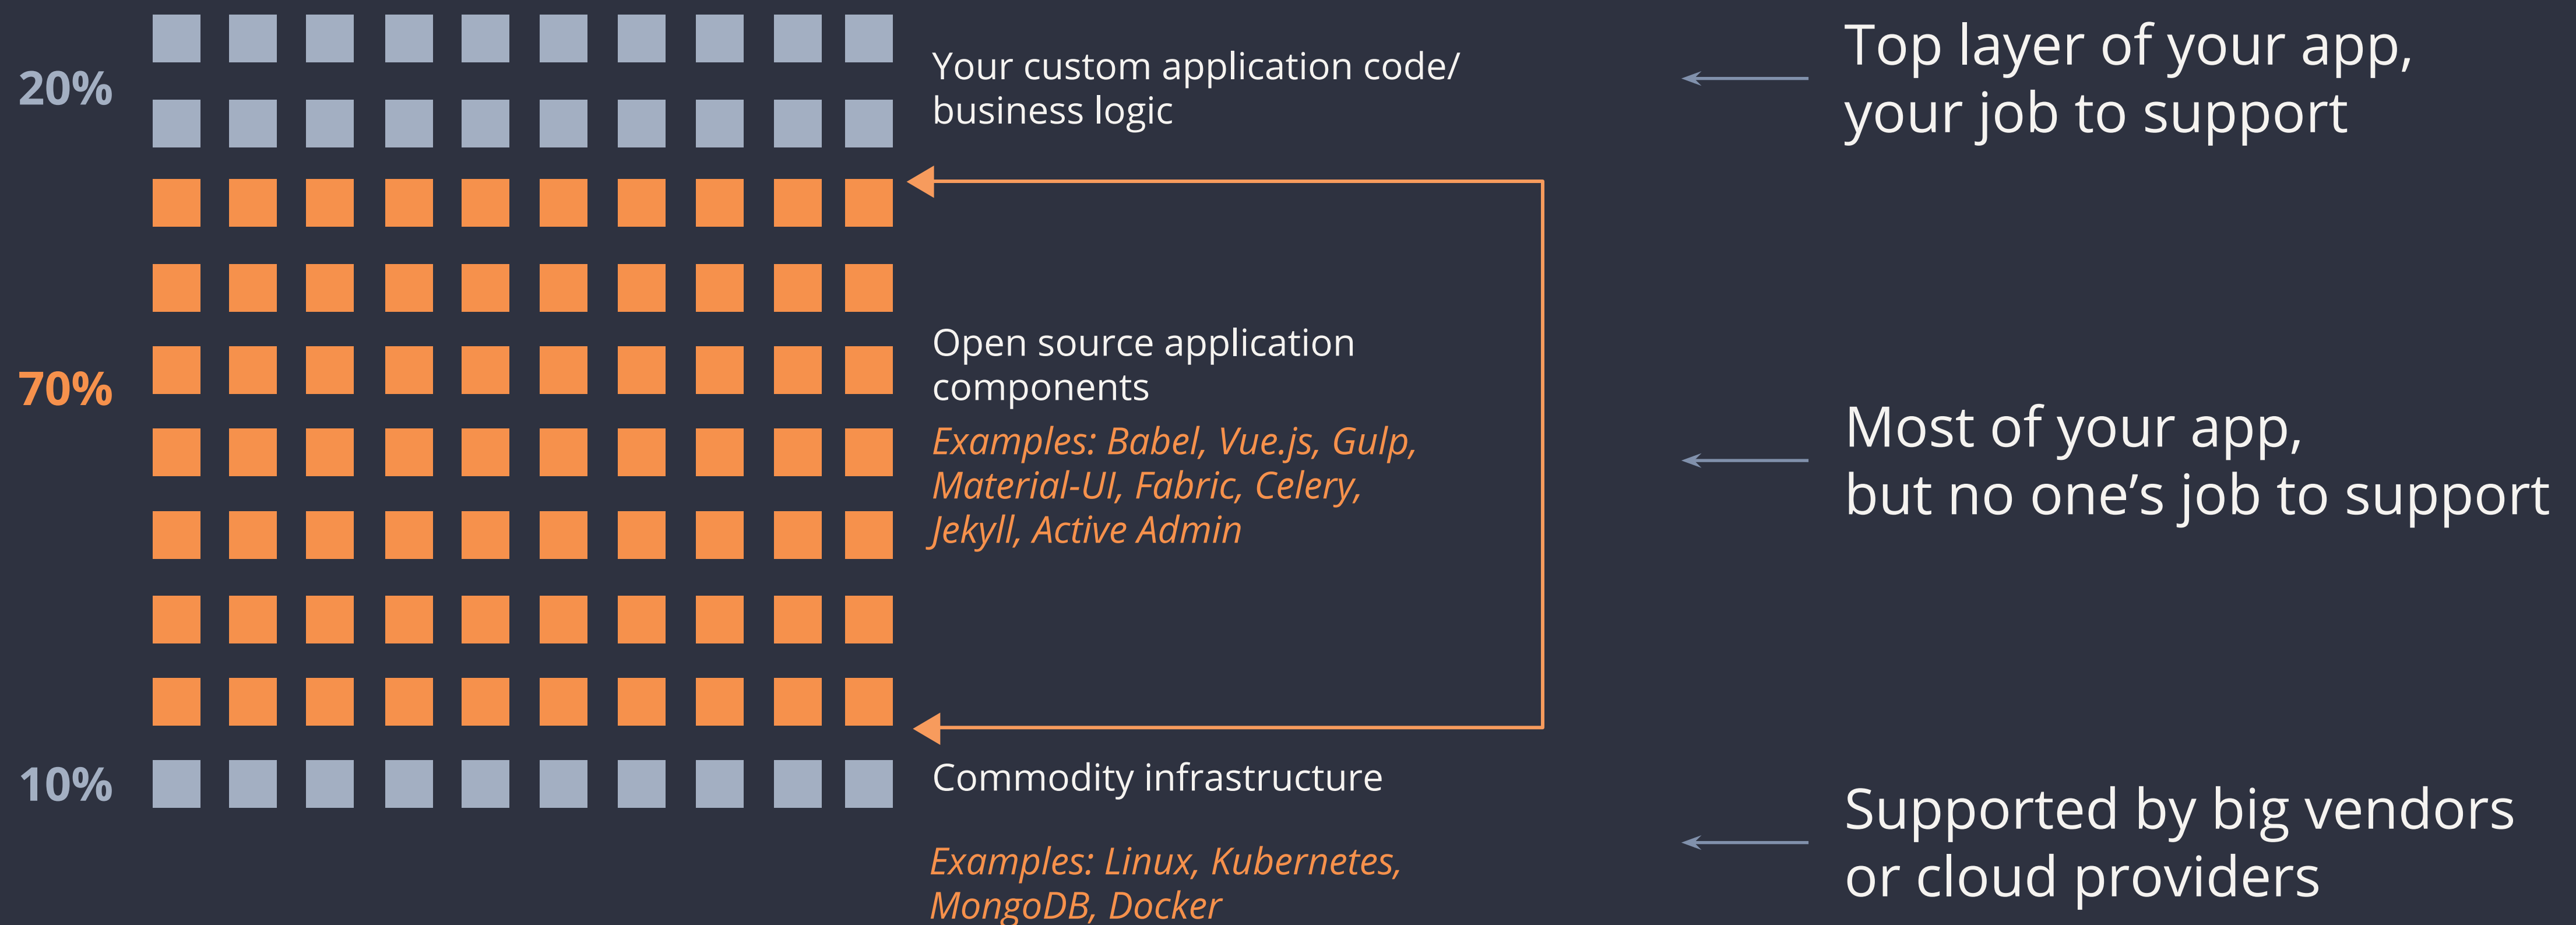 20%
Your custom application code/
business logic
Top layer of your app,
your job to support
70%
Open source application
components
Examples: Babel, Vue.js, Gulp,
Material-UI, Fabric, Celery,
Jekyll, Active Admin
Most of your app,
but no one’s job to support
10%
Commodity infrastructure
Examples: Linux, Kubernetes,
MongoDB, Docker
Supported by big vendors
or cloud providers